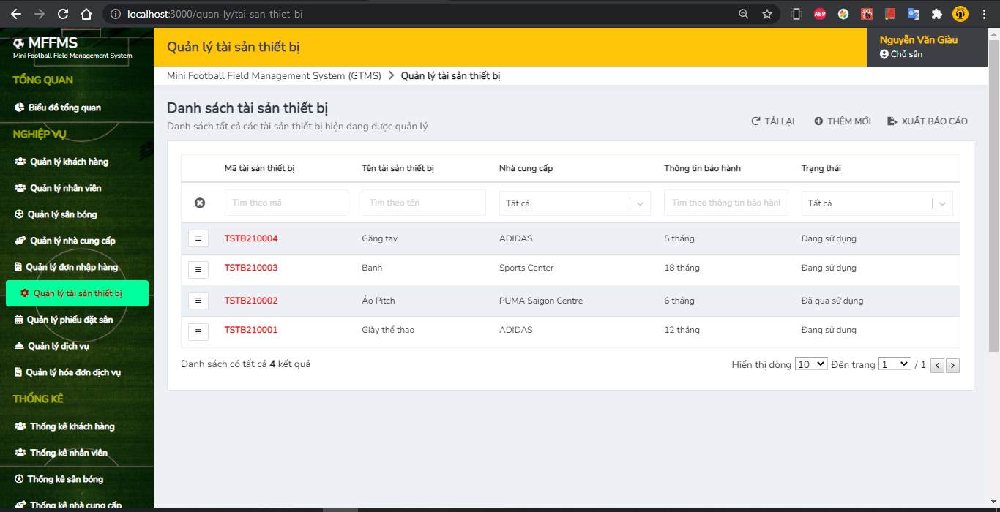 localhost:3000/quan-ly/tai-san-thiet-bi
ABP
MFFMS
Mini Football Field Management System
TỔNG QUAN
Biểu đồ tổng quan
NGHIỆP VỤ
Quản lý khách hàng
Quản lý nhân viên
Quản lý sân bóng
Quản lý nhà cung cấp
Quản lý đơn nhập hàng
Quản lý tài sản thiết bị
Quản lý phiếu đặt sân
Quản lý dịch vụ
Quản lý hóa đơn dịch vụ
THỐNG KÊ
Thống kê khách hàng
Thống kê nhân viên
Thống kê sân bóng
Thống kê nhà cung cấp
Quản lý tài sản thiết bị
Nguyễn Văn Giàu
Chủ sân
Mini Football Field Management System (GTMS) > Quản lý tài sản thiết bị
Danh sách tài sản thiết bị
Danh sách tất cả các tài sản thiết bị hiện đang được quản lý
TẢI LẠI THÊM MỚI XUẤT BÁO CÁO
Mã tài sản thiết bị Tên tài sản thiết bị Nhà cung cấp Thông tin bảo hành Trạng thái
Tìm theo mã Tìm theo tên Tất cả Tìm theo thông tin bảo hành Tất cả
TSTB210004 Găng tay ADIDAS 5 tháng Đang sử dụng
TSTB210003 Banh Sports Center 18 tháng Đang sử dụng
TSTB210002 Áo Pitch PUMA Saigon Centre 6 tháng Đã qua sử dụng
TSTB210001 Giày thể thao ADIDAS 12 tháng Đang sử dụng
Danh sách có tất cả 4 kết quả Hiển thị dòng 10 Đến trang 1 / 1 < >